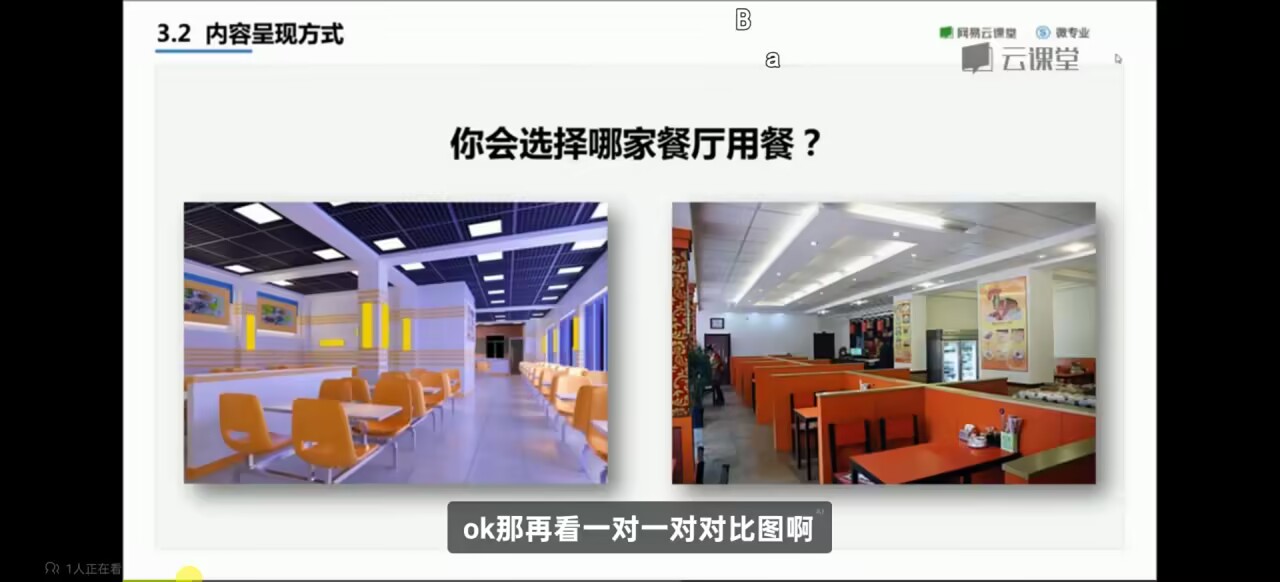 B
3.2 内容呈现方式
网易云课堂 微专业
a
云课堂
你会选择哪家餐厅用餐？
ok那再看一对一对对比图啊
AI
1人正在看